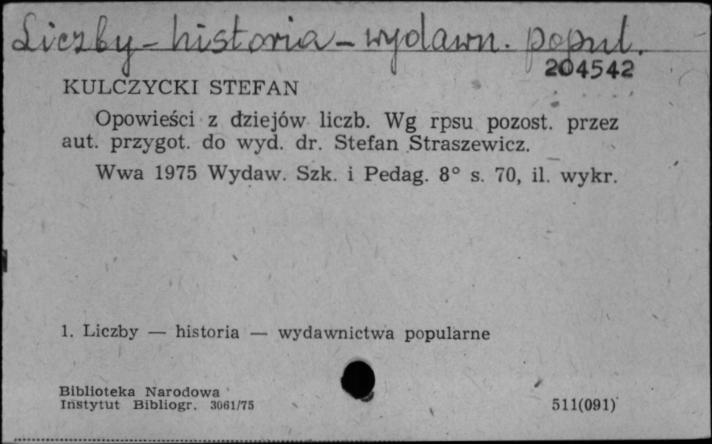 Liczby – historia – wydawn. popul.
204542
KULCZYCKI STEFAN
Opowieści z dziejów liczb. Wg rpsu pozost. przez
aut. przygot. do wyd. dr. Stefan Straszewicz.
Wwa 1975 Wydaw. Szk. i Pedag. 8° s. 70, il. wykr.
1. Liczby — historia — wydawnictwa popularne
Biblioteka Narodowa
Instytut Bibliogr. 3061/75
511(091)